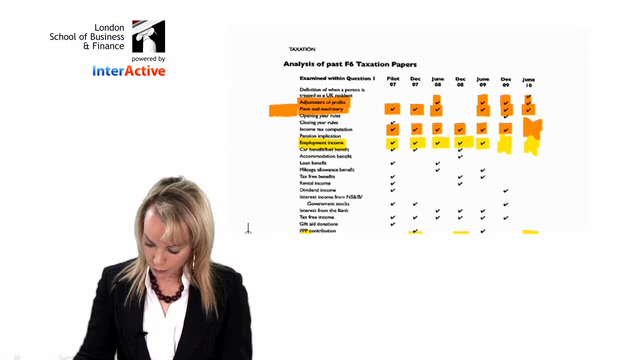 London
School of Business
& Finance
powered by
InterActive
TAXATION
Analysis of past F6 Taxation Papers
Examined within Question 1 Pilot 07 Dec 07 June 08 Dec 08 June 09 Dec 09 June 10
Definition of when a person is
treated as a UK resident ✔
Adjustment of profits ✔ ✔ ✔ ✔
Plant and machinery ✔ ✔ ✔ ✔ ✔ ✔
Opening year rules ✔
Closing year rules ✔
Income tax computation ✔ ✔ ✔ ✔ ✔ ✔
Pension implication
Employment income ✔ ✔ ✔ ✔ ✔
Car benefit/fuel benefit ✔ ✔ ✔
Accommodation benefit ✔
Loan benefit ✔ ✔
Mileage allowance benefit ✔ ✔
Tax free benefits ✔ ✔
Rental income ✔ ✔
Dividend income ✔ ✔
Interest income from NS&IB/
Government stocks ✔ ✔ ✔
Interest from the Bank ✔ ✔ ✔ ✔
Tax free income ✔ ✔ ✔ ✔ ✔
Gift aid donations ✔
PPP contribution ✔ ✔